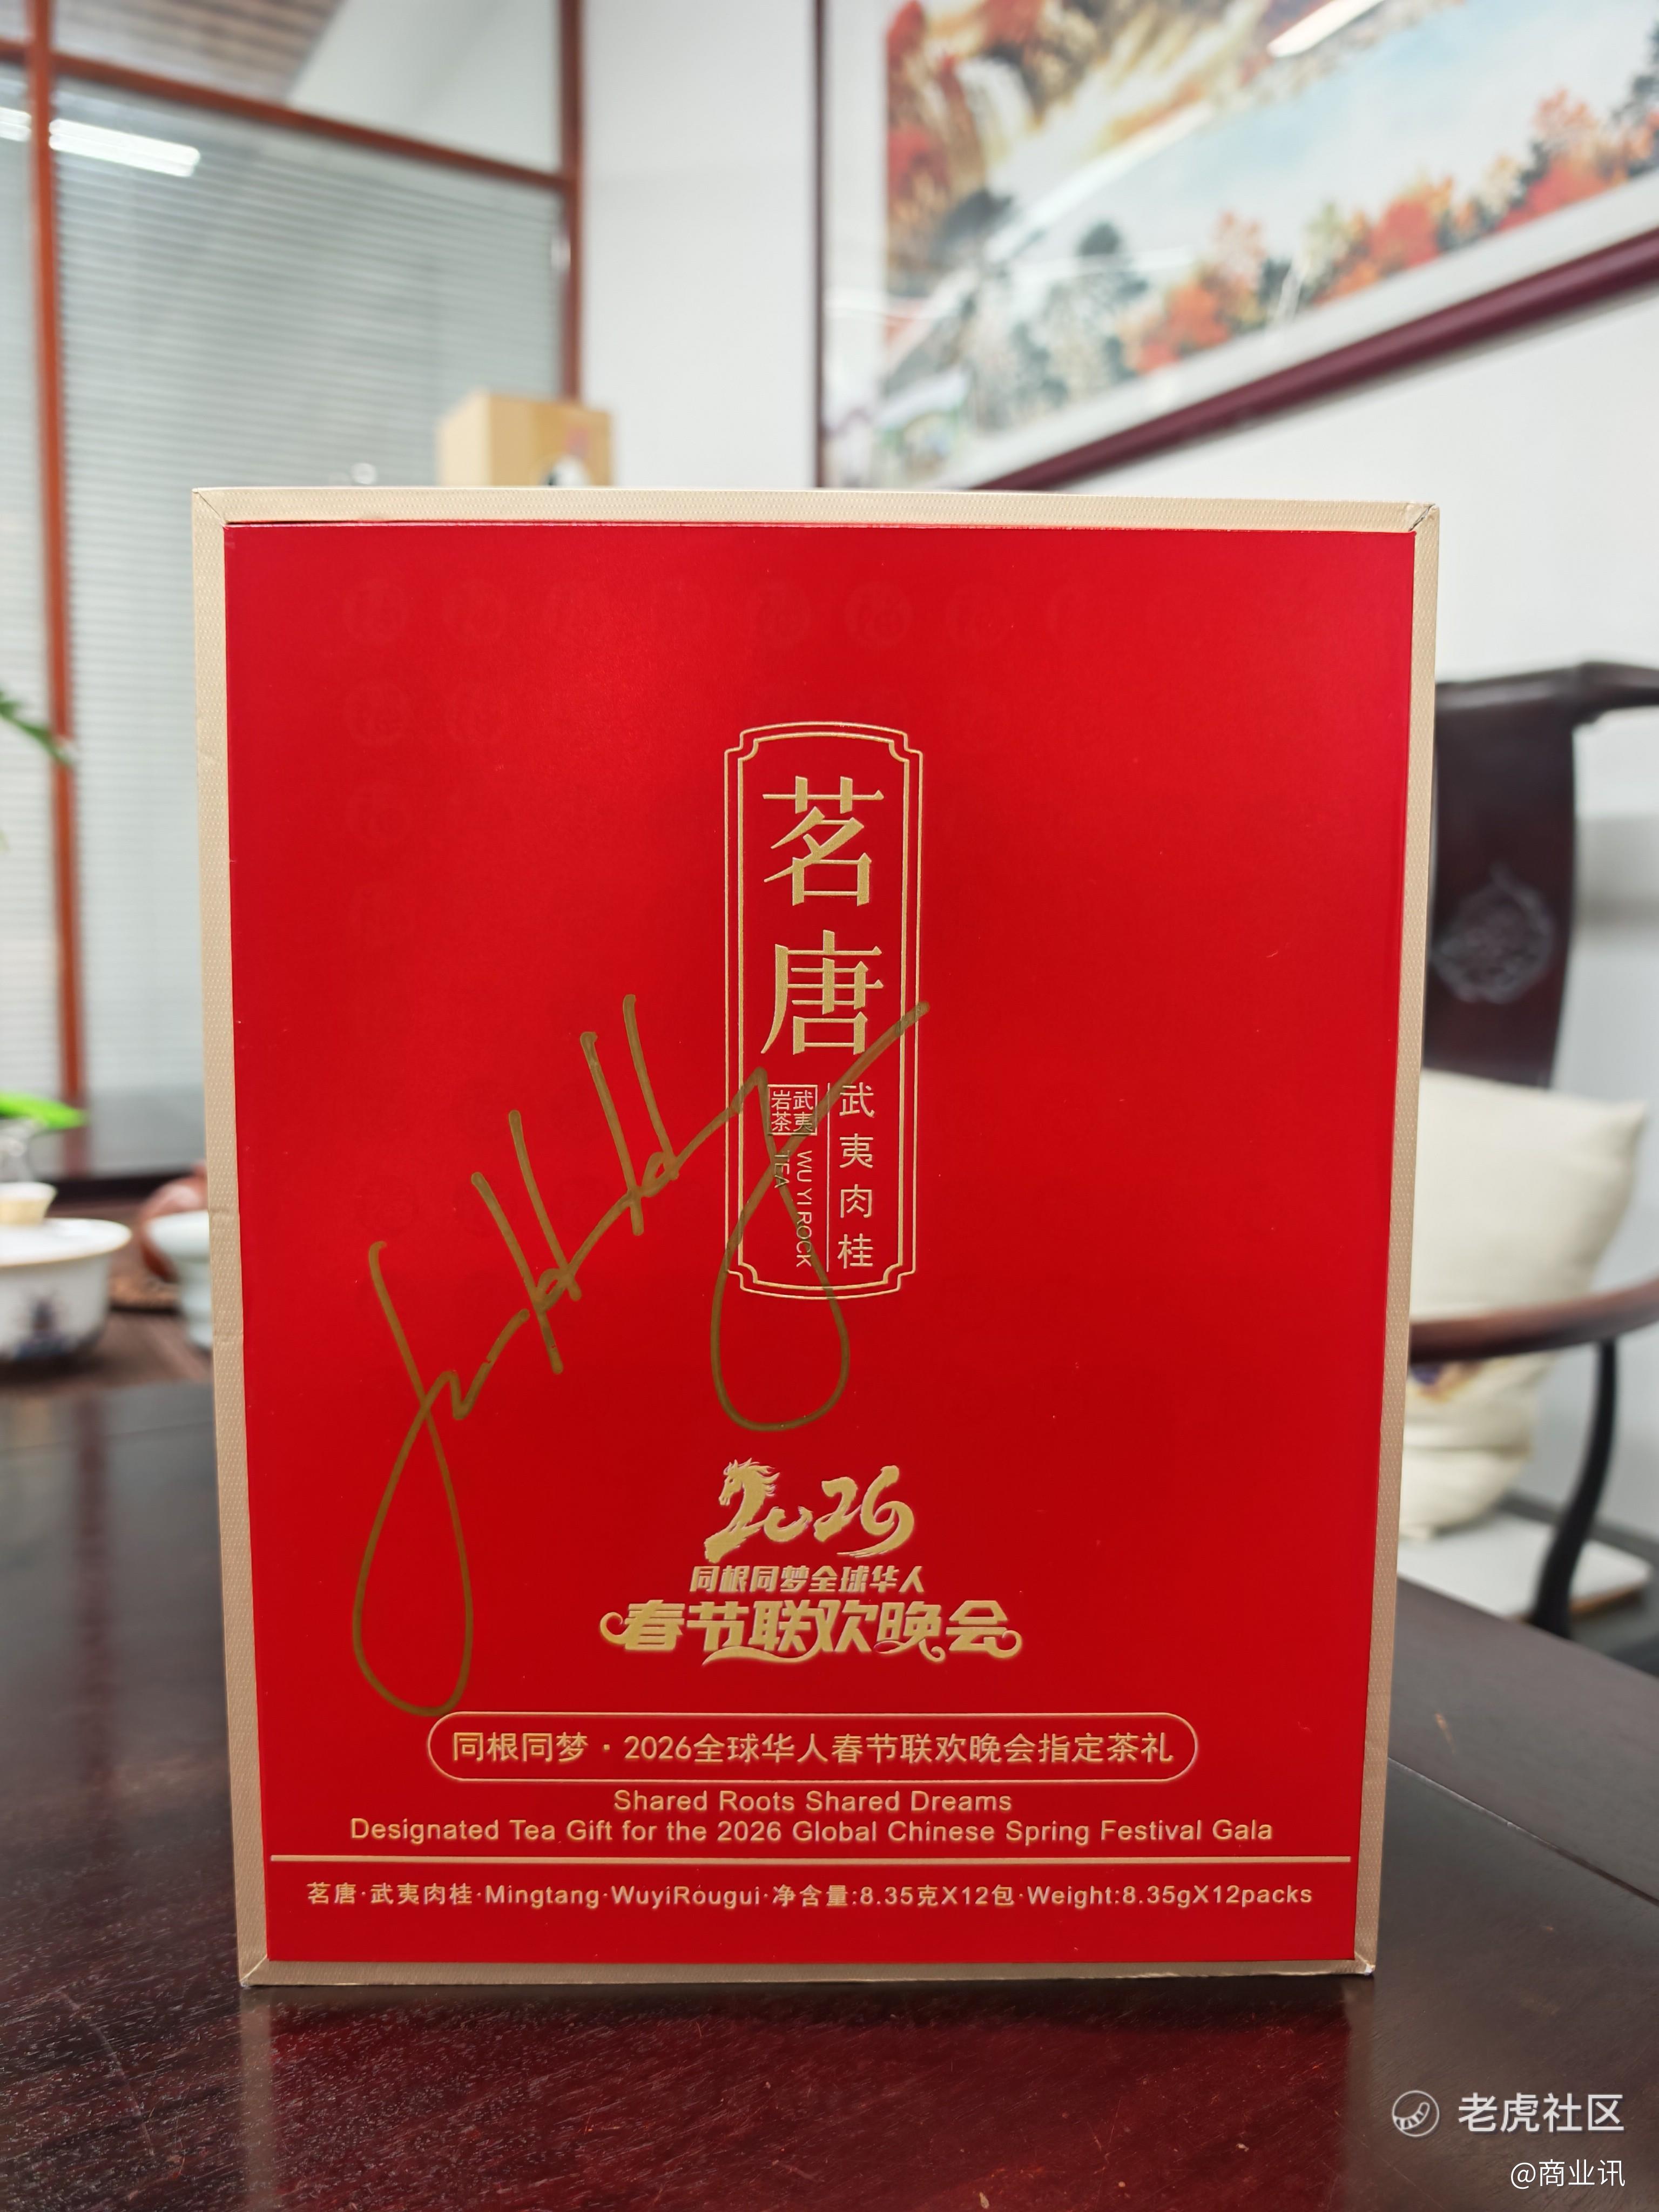 茗唐
武夷肉桂
武夷
岩茶
WU YI ROCK
TEA
2026
同根同梦全球华人
春节联欢晚会
同根同梦·2026全球华人春节联欢晚会指定茶礼
Shared Roots Shared Dreams
Designated Tea Gift for the 2026 Global Chinese Spring Festival Gala
茗唐·武夷肉桂·Mingtang·WuyiRougui·净含量:8.35克X12包·Weight:8.35gX12packs
老虎社区
@商业讯